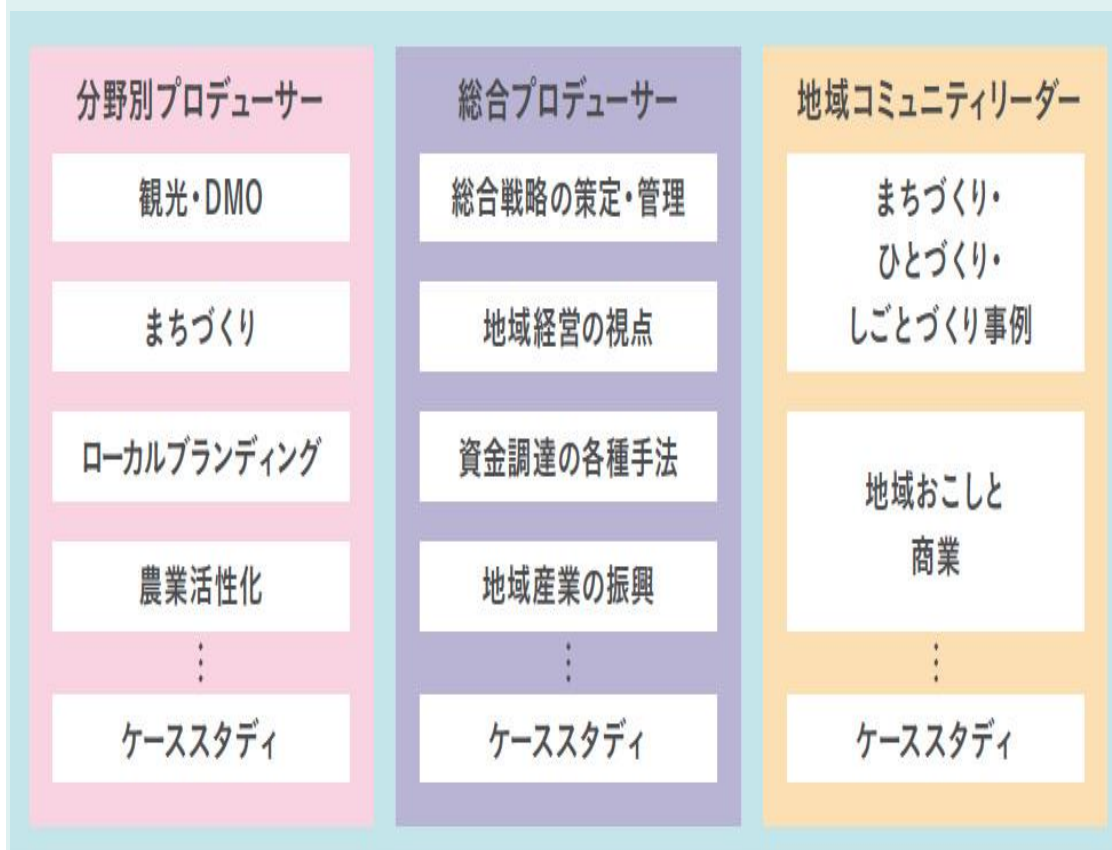 分野別プロデューサー
観光・DMO
まちづくり
ローカルブランディング
農業活性化
⋮
ケーススタディ
総合プロデューサー
総合戦略の策定・管理
地域経営の視点
資金調達の各種手法
地域産業の振興
⋮
ケーススタディ
地域コミュニティリーダー
まちづくり・
ひとづくり・
しごとづくり事例
地域おこしと
商業
⋮
ケーススタディ